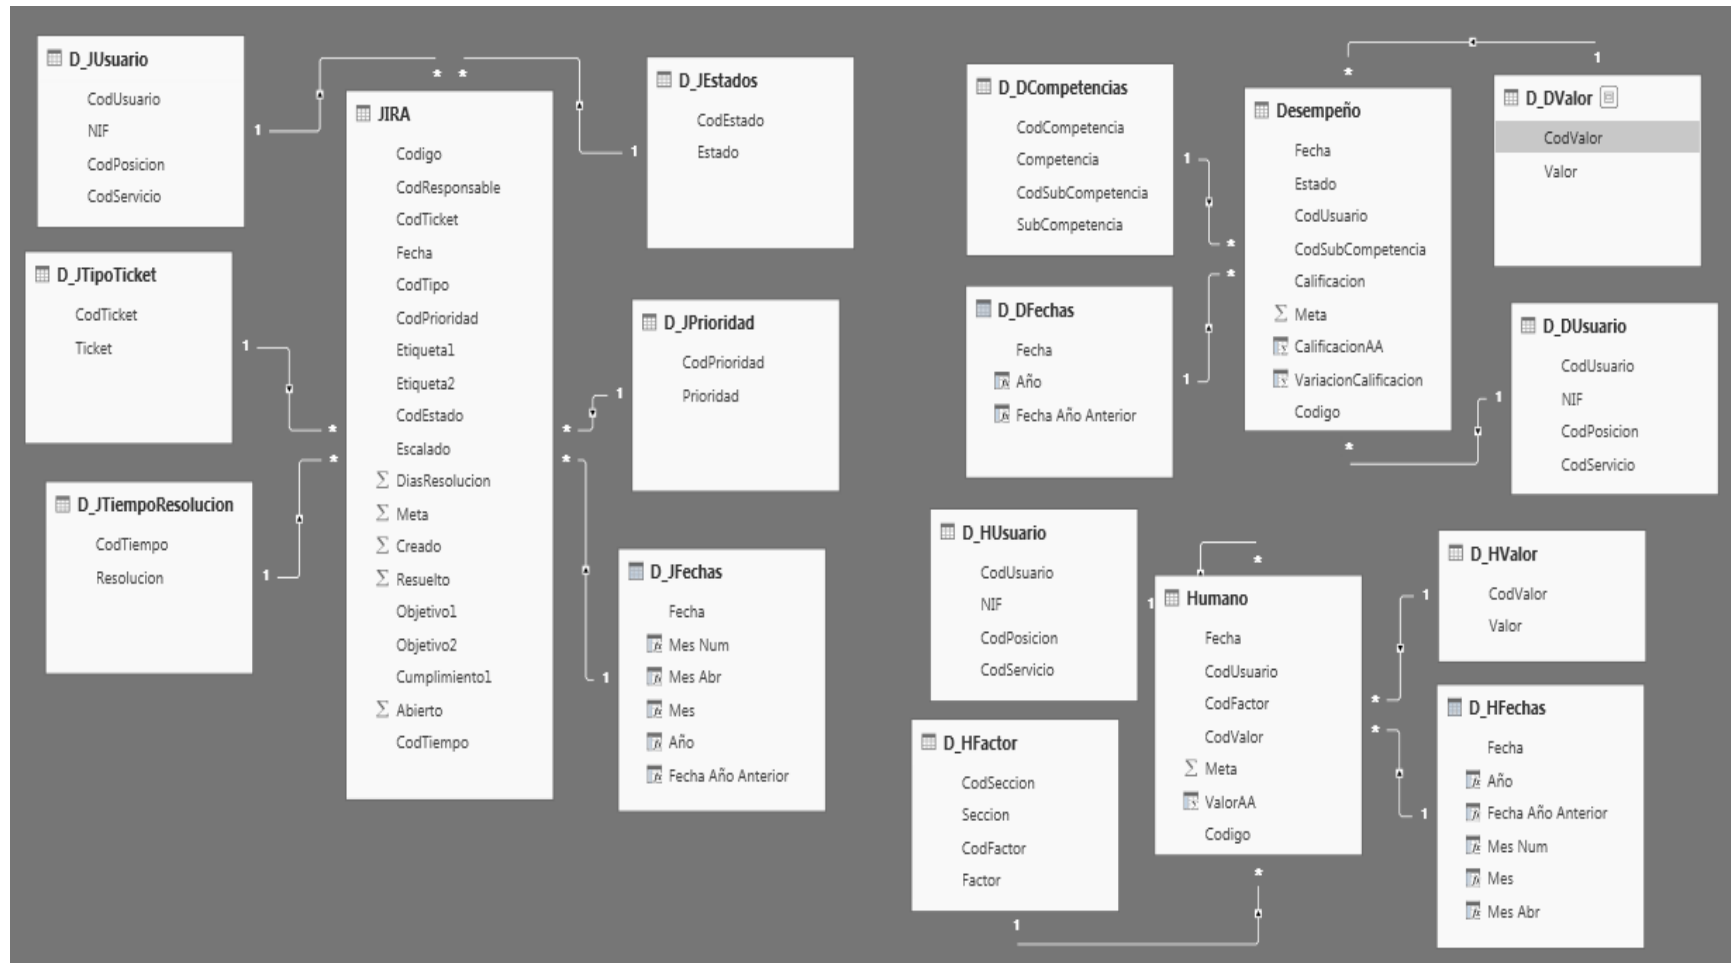 D_JUsuario
CodUsuario
NIF
CodPosicion
CodServicio
1
*
*
D_JEstados
CodEstado
Estado
1
JIRA
Codigo
CodResponsable
CodTicket
Fecha
CodTipo
CodPrioridad
Etiqueta1
Etiqueta2
CodEstado
Escalado
∑ DiasResolucion
∑ Meta
∑ Creado
∑ Resuelto
Objetivo1
Objetivo2
Cumplimiento1
∑ Abierto
CodTiempo
D_JTipoTicket
CodTicket
Ticket
1
*
*
D_JTiempoResolucion
CodTiempo
Resolucion
1
D_JPrioridad
CodPrioridad
Prioridad
1
*
*
D_JFechas
Fecha
Mes Num
Mes Abr
Mes
Año
Fecha Año Anterior
1
D_DCompetencias
CodCompetencia
Competencia
CodSubCompetencia
SubCompetencia
1
*
*
D_DFechas
Fecha
Año
Fecha Año Anterior
1
*
Desempeño
Fecha
Estado
CodUsuario
CodSubCompetencia
Calificacion
∑ Meta
CalificacionAA
VariacionCalificacion
Codigo
*
1
D_DValor
CodValor
Valor
D_DUsuario
CodUsuario
NIF
CodPosicion
CodServicio
1
D_HUsuario
CodUsuario
NIF
CodPosicion
CodServicio
1
*
Humano
Fecha
CodUsuario
CodFactor
CodValor
∑ Meta
ValorAA
Codigo
*
D_HValor
CodValor
Valor
1
*
*
D_HFechas
Fecha
Año
Fecha Año Anterior
Mes Num
Mes
Mes Abr
1
D_HFactor
CodSeccion
Seccion
CodFactor
Factor
1